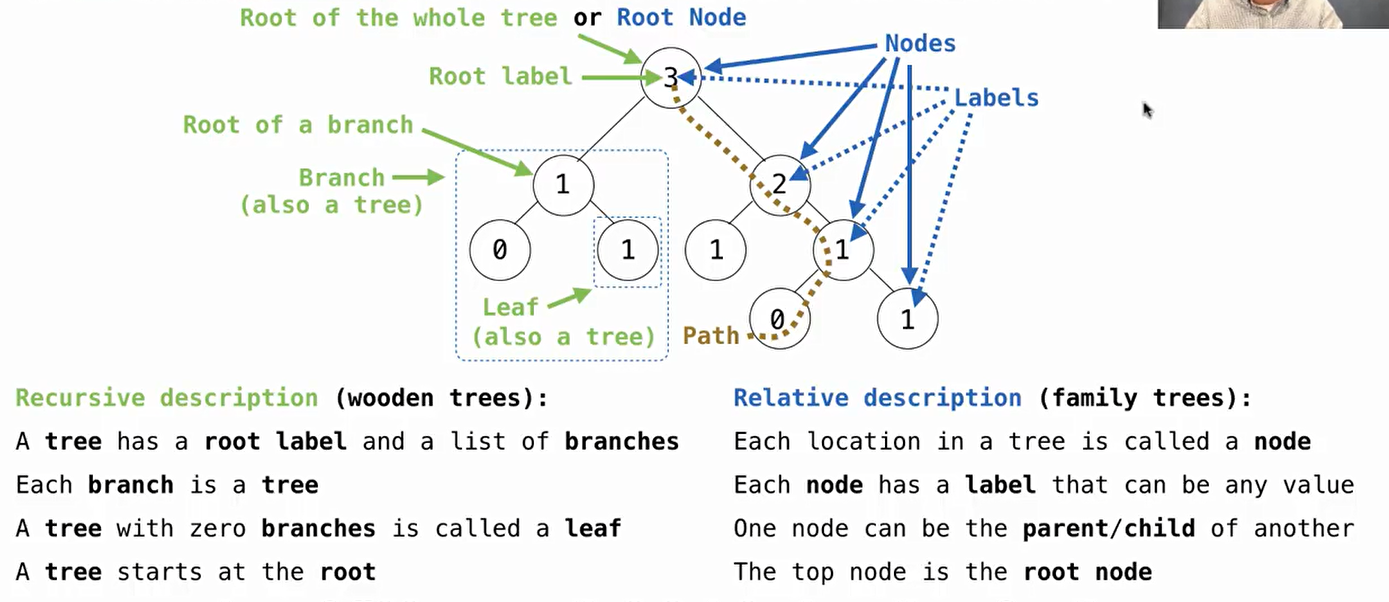 Root of the whole tree or Root Node
Nodes
Root label
3
Labels
Root of a branch
Branch
(also a tree)
1
2
0
1
1
1
Leaf
(also a tree)
Path
0
1
Recursive description (wooden trees):
A tree has a root label and a list of branches
Each branch is a tree
A tree with zero branches is called a leaf
A tree starts at the root
Relative description (family trees):
Each location in a tree is called a node
Each node has a label that can be any value
One node can be the parent/child of another
The top node is the root node